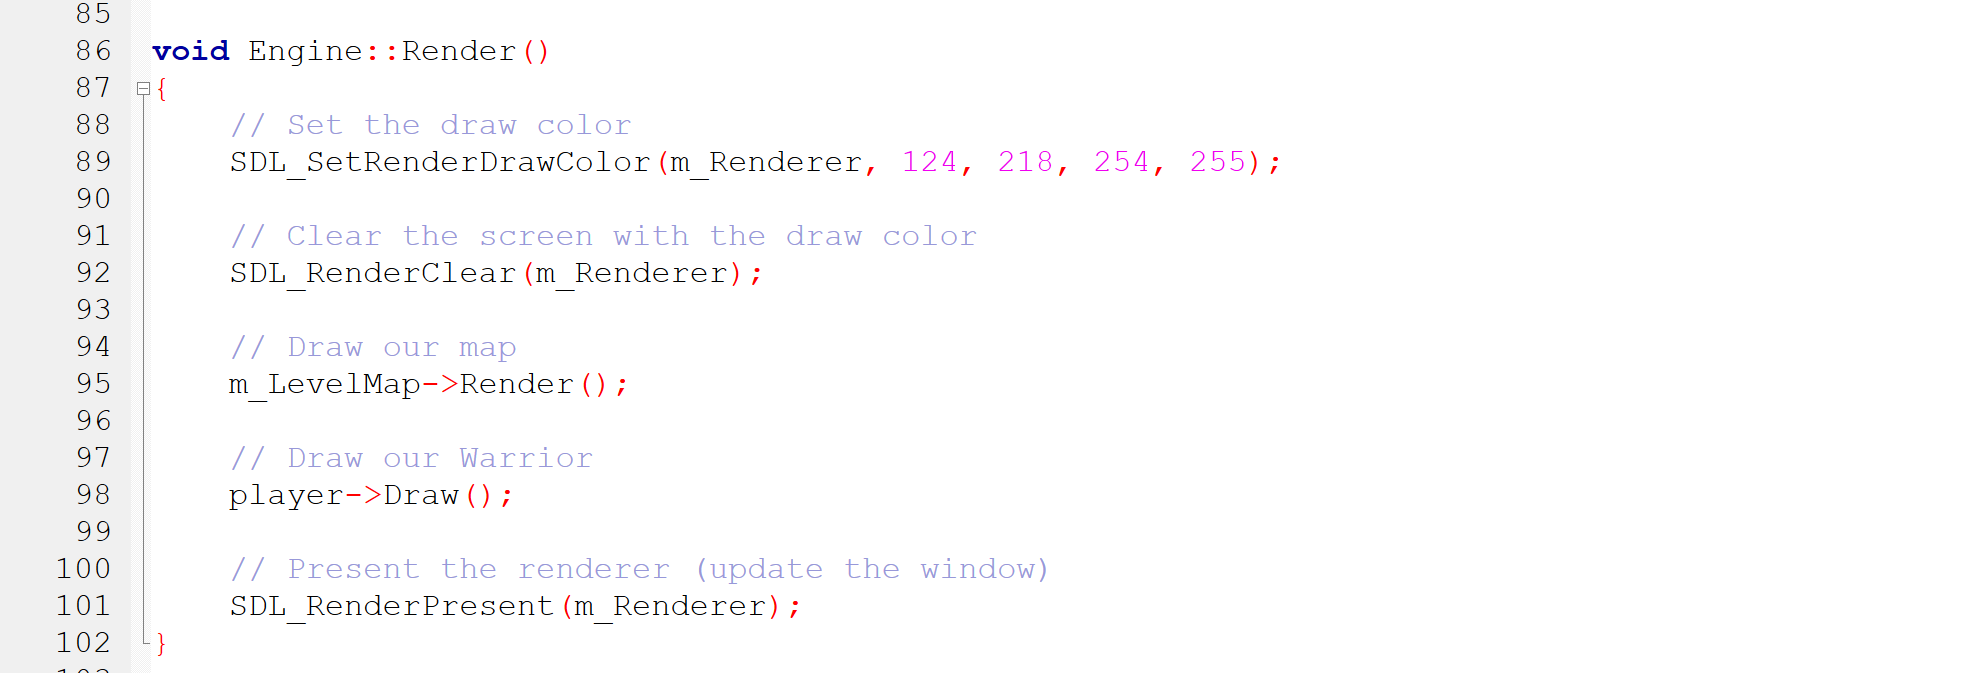 85
86 void Engine::Render()
87 {
88 // Set the draw color
89 SDL_SetRenderDrawColor(m_Renderer, 124, 218, 254, 255);
90
91 // Clear the screen with the draw color
92 SDL_RenderClear(m_Renderer);
93
94 // Draw our map
95 m_LevelMap->Render();
96
97 // Draw our Warrior
98 player->Draw();
99
100 // Present the renderer (update the window)
101 SDL_RenderPresent(m_Renderer);
102 }